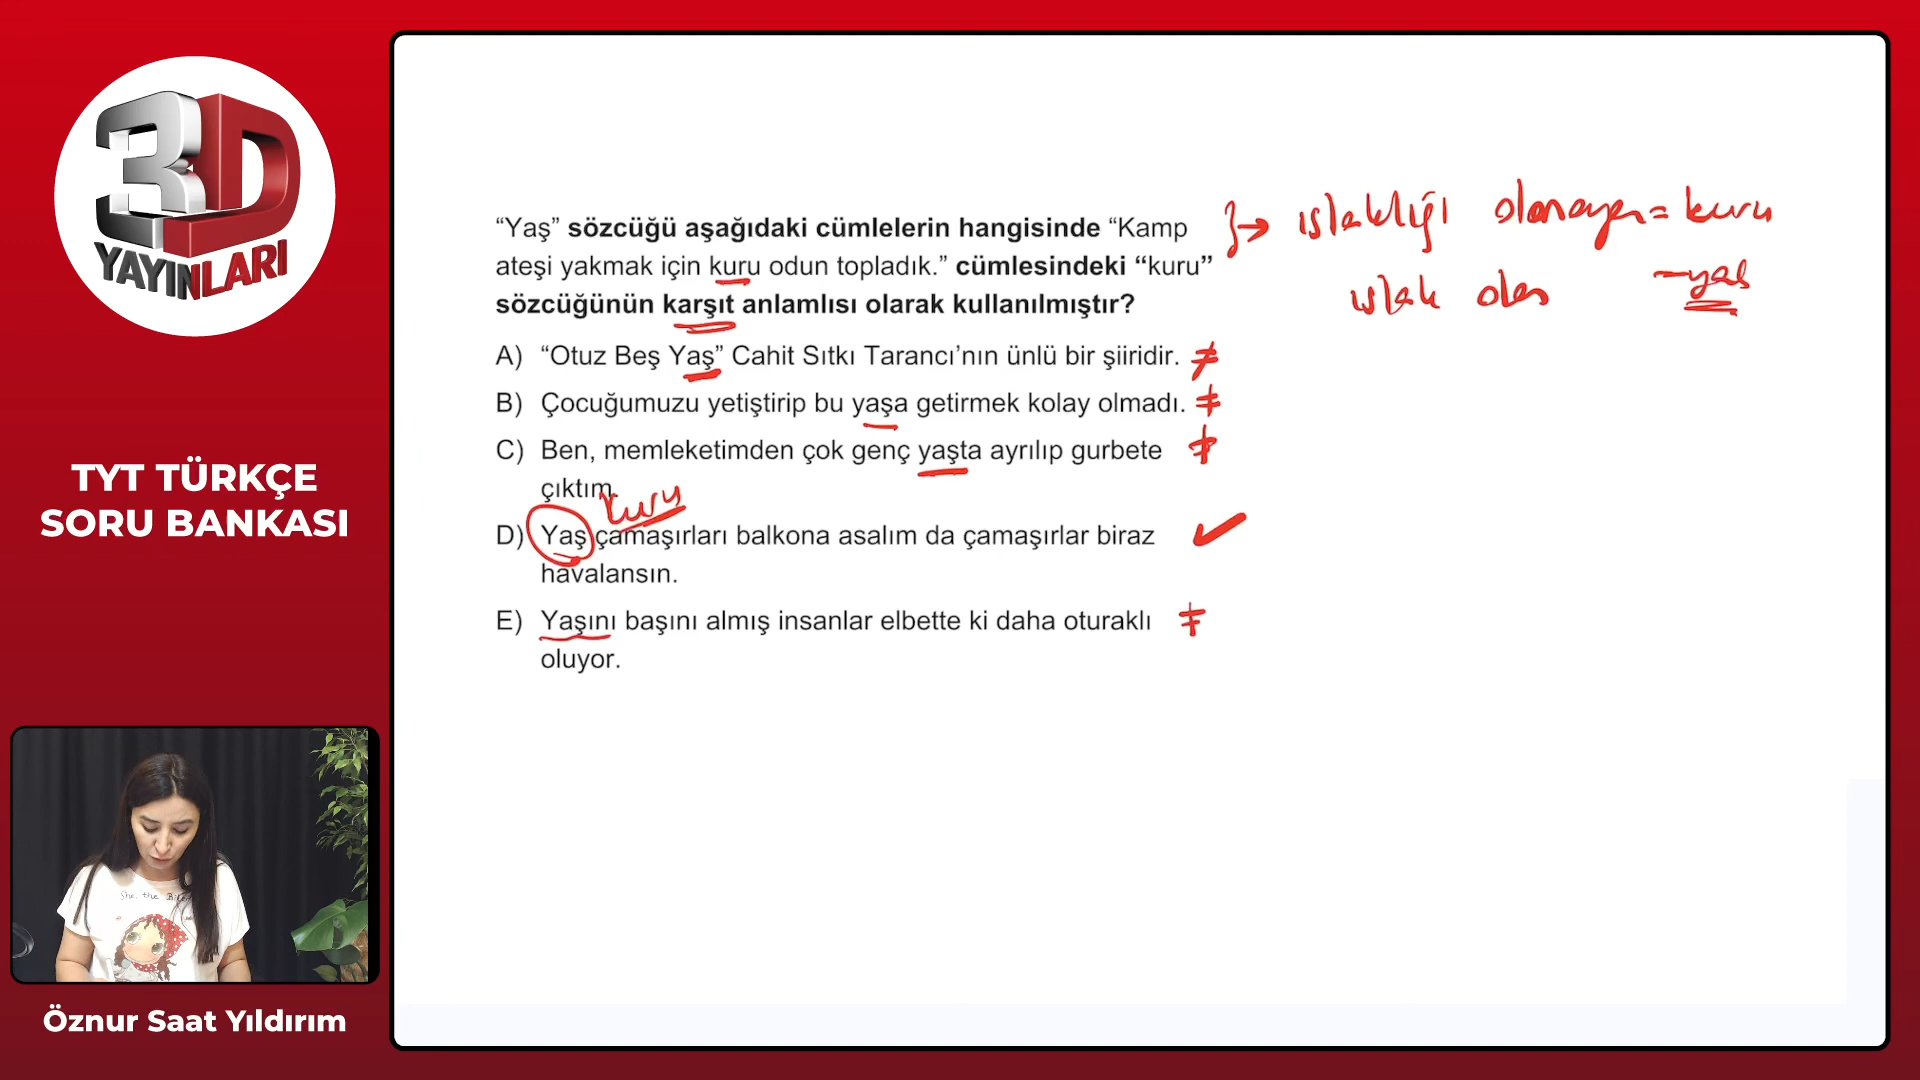 3D
YAYINLARI
TYT TÜRKÇE
SORU BANKASI
Öznur Saat Yıldırım
“Yaş” sözcüğü aşağıdaki cümlelerin hangisinde “Kamp
ateşi yakmak için kuru odun topladık.” cümlesindeki “kuru”
sözcüğünün karşıt anlamlısı olarak kullanılmıştır?
A) “Otuz Beş Yaş” Cahit Sıtkı Tarancı’nın ünlü bir şiiridir.
B) Çocuğumuzu yetiştirip bu yaşa getirmek kolay olmadı.
C) Ben, memleketimden çok genç yaşta ayrılıp gurbete
çıktım.
kuru
D) Yaş çamaşırları balkona asalım da çamaşırlar biraz
havalansın.
E) Yaşını başını almış insanlar elbette ki daha oturaklı
oluyor.
ıslaklığı olmayan = kuru
ıslak olan - yaş